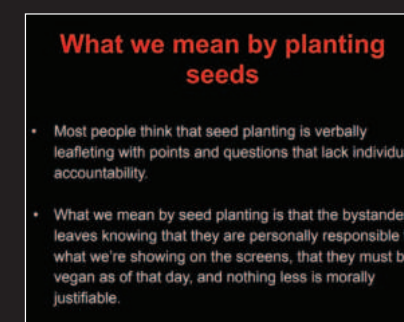 What we mean by planting
seeds
• Most people think that seed planting is verbally
leafleting with points and questions that lack
accountability.
• What we mean by seed planting is that the
leaves knowing that they are personally responsible
what we're showing on the screens, that they must
vegan as of that day, and nothing less is morally
justifiable.